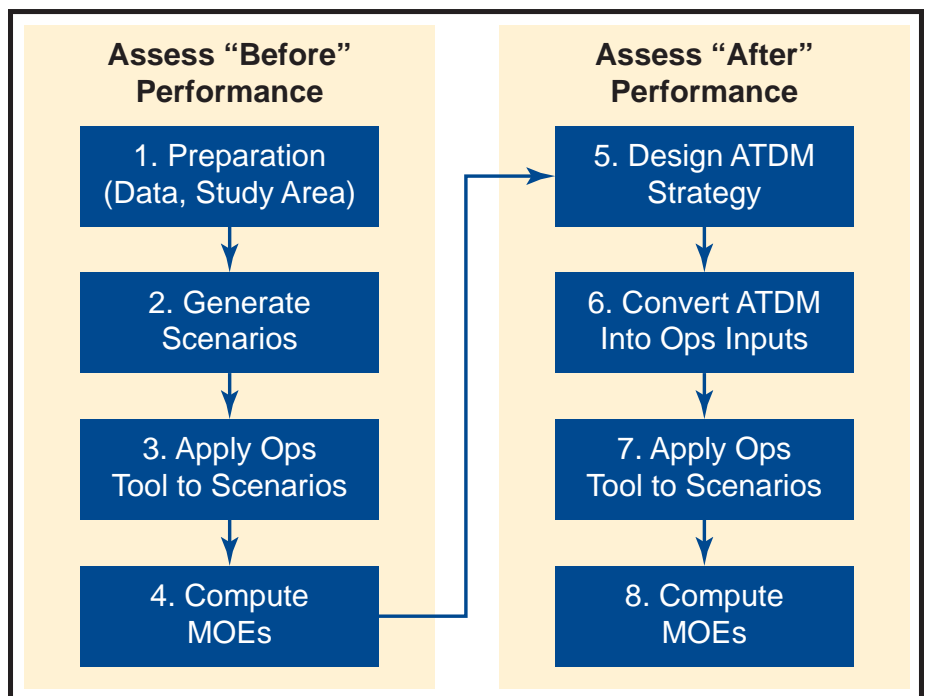 Assess “Before”
Performance
1. Preparation
(Data, Study Area)
2. Generate
Scenarios
3. Apply Ops
Tool to Scenarios
4. Compute
MOEs
Assess “After”
Performance
5. Design ATDM
Strategy
6. Convert ATDM
Into Ops Inputs
7. Apply Ops
Tool to Scenarios
8. Compute
MOEs